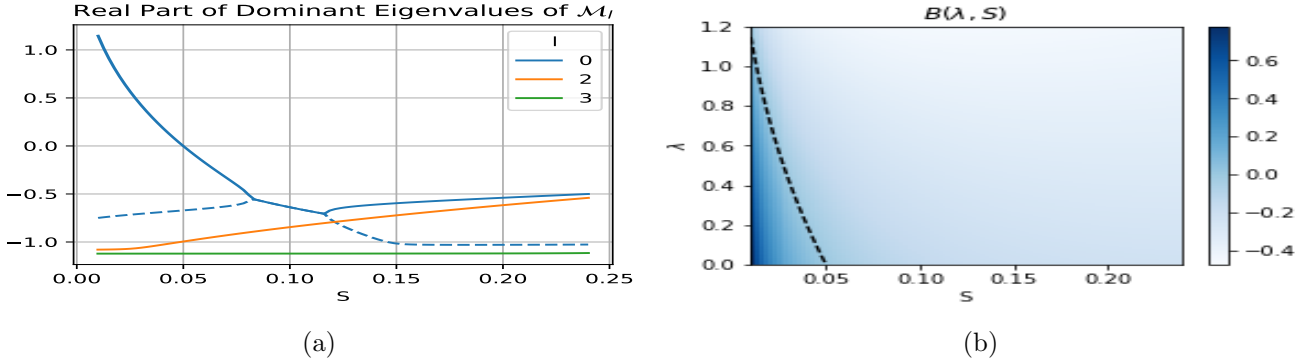 Real Part of Dominant Eigenvalues of ℳ_l
l
0
2
3
1.0
0.5
0.0
−0.5
−1.0
0.00 0.05 0.10 0.15 0.20 0.25
S
(a)
B(λ, S)
λ
1.2
1.0
0.8
0.6
0.4
0.2
0.0
0.05 0.10 0.15 0.20
S
0.6
0.4
0.2
0.0
−0.2
−0.4
(b)